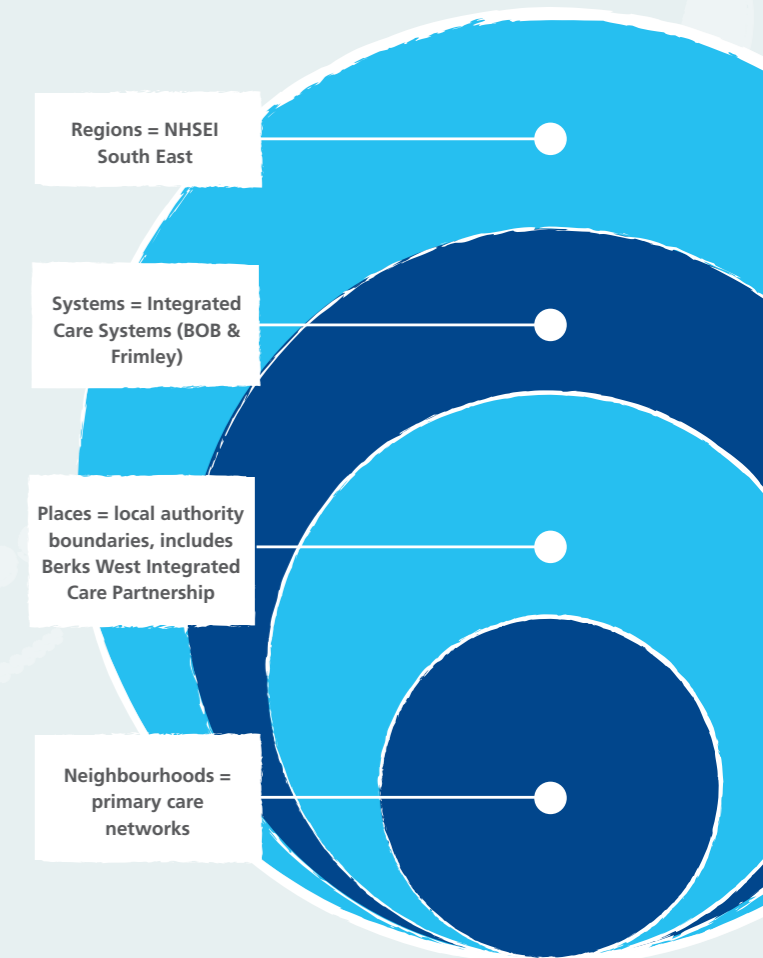 Regions = NHSEI
South East
Systems = Integrated
Care Systems (BOB &
Frimley)
Places = local authority
boundaries, includes
Berks West Integrated
Care Partnership
Neighbourhoods =
primary care
networks